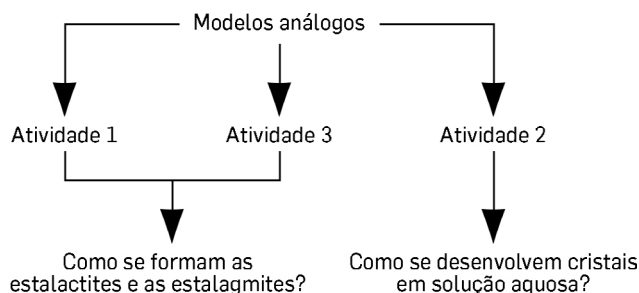 Modelos análogos
Atividade 1
Atividade 3
Atividade 2
Como se formam as
estalactites e as estalagmites?
Como se desenvolvem cristais
em solução aquosa?